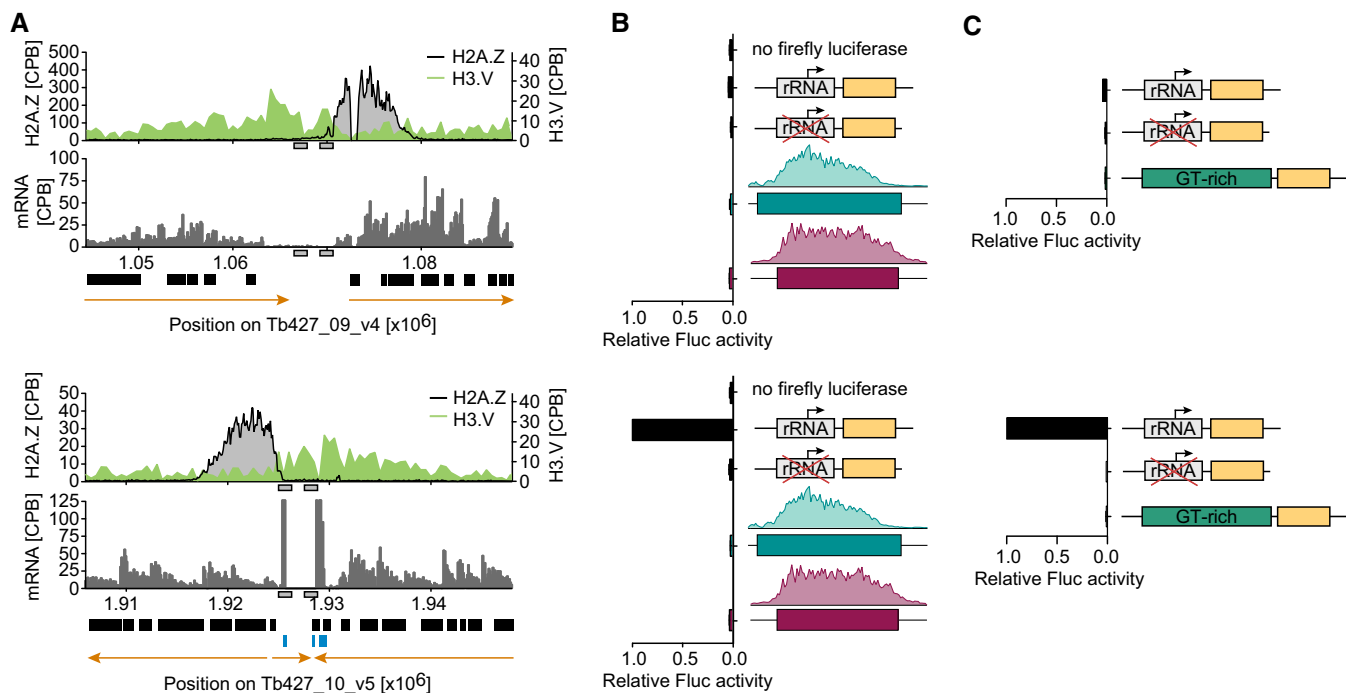 A
500
400
300
200
100
0
H2A.Z [CPB]
H2A.Z
H3.V
40
30
20
10
0
H3.V [CPB]
100
75
50
25
0
mRNA
[CPB]
1.05 1.06 1.08
Position on Tb427_09_v4 [x10⁶]
50
40
30
20
10
0
H2A.Z [CPB]
H2A.Z
H3.V
40
30
20
10
0
H3.V [CPB]
125
100
75
50
25
0
mRNA [CPB]
1.91 1.92 1.93 1.94
Position on Tb427_10_v5 [x10⁶]
B
no firefly luciferase
rRNA
rRNA
1.0 0.5 0.0
Relative Fluc activity
no firefly luciferase
rRNA
rRNA
1.0 0.5 0.0
Relative Fluc activity
C
rRNA
rRNA
GT-rich
1.0 0.5 0.0
Relative Fluc activity
rRNA
rRNA
GT-rich
1.0 0.5 0.0
Relative Fluc activity